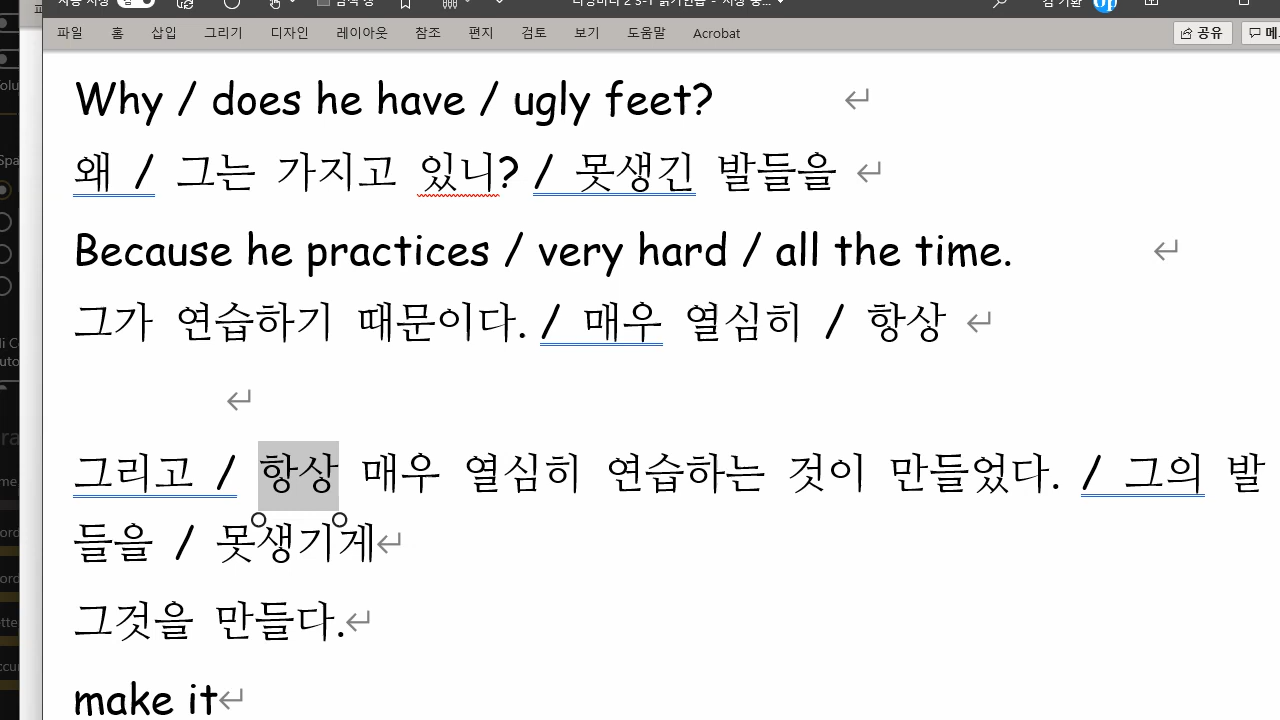 파일 홈 삽입 그리기 디자인 레이아웃 참조 편지 검토 보기 도움말 Acrobat 공유
Why / does he have / ugly feet?
왜 / 그는 가지고 있니? / 못생긴 발들을
Because he practices / very hard / all the time.
그가 연습하기 때문이다. / 매우 열심히 / 항상
그리고 / 항상 매우 열심히 연습하는 것이 만들었다. / 그의 발
들을 / 못생기게
그것을 만들다.
make it